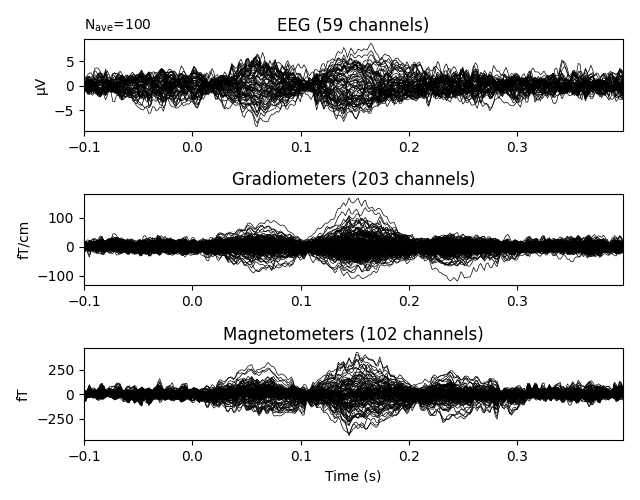 N_ave=100
EEG (59 channels)
5
0
−5
µV
−0.1 0.0 0.1 0.2 0.3
Gradiometers (203 channels)
100
0
−100
fT/cm
−0.1 0.0 0.1 0.2 0.3
Magnetometers (102 channels)
250
0
−250
fT
−0.1 0.0 0.1 0.2 0.3
Time (s)